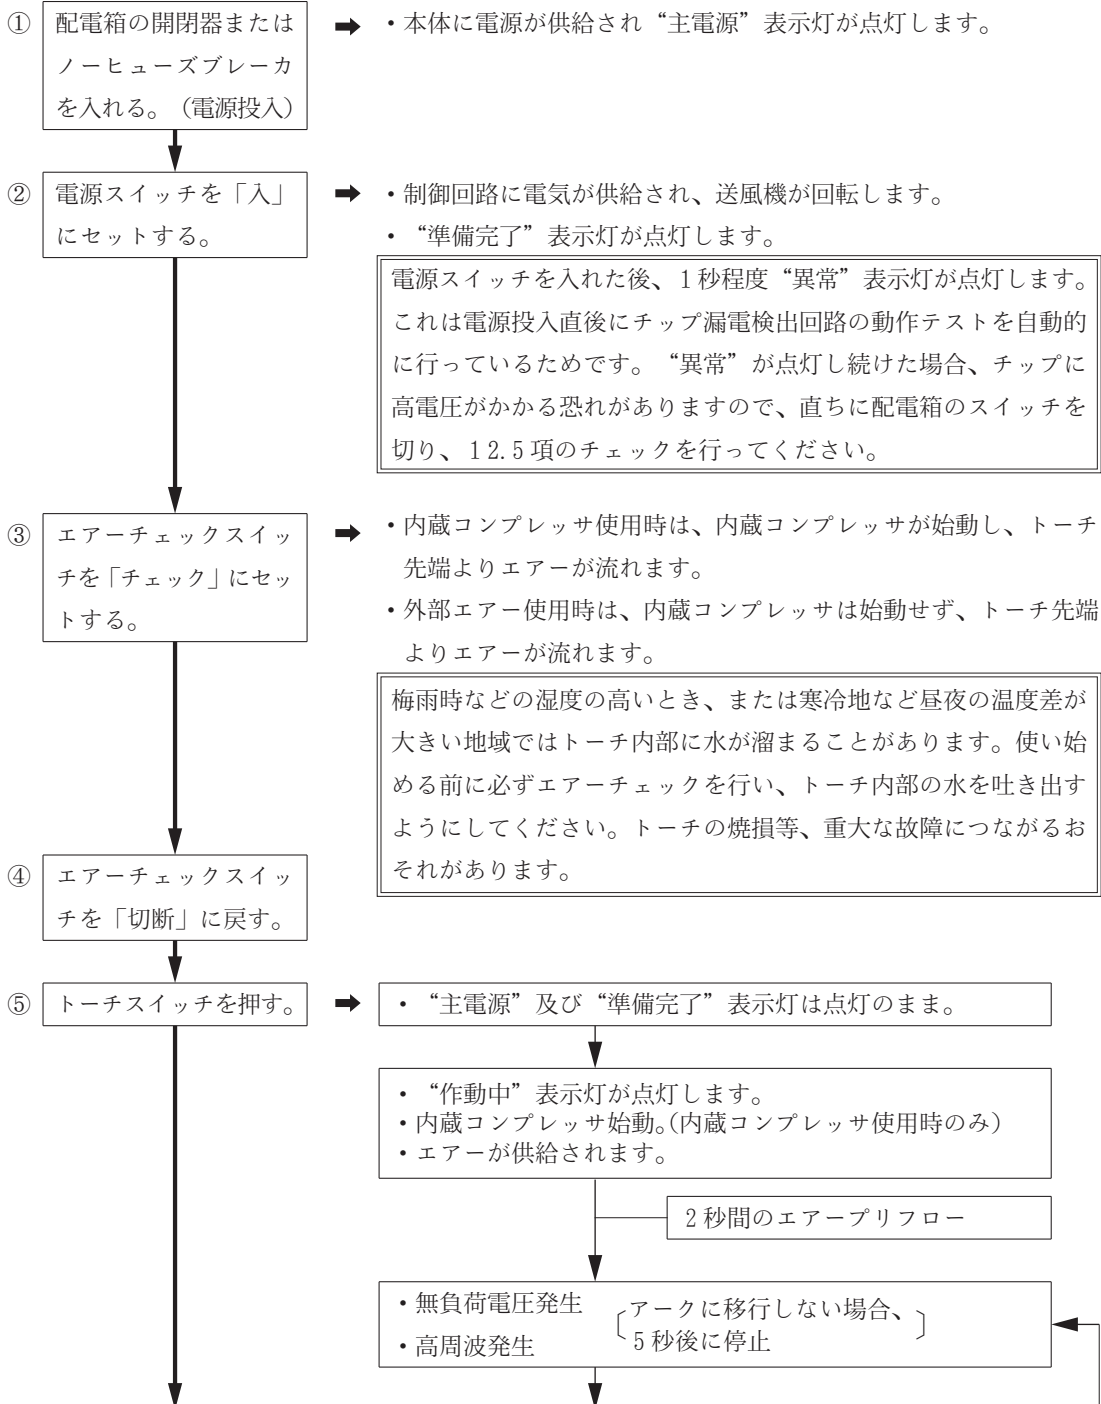 ① 配電箱の開閉器または
ノーヒューズブレーカ
を入れる。（電源投入）
➡ ・本体に電源が供給され“主電源”表示灯が点灯します。
② 電源スイッチを「入」
にセットする。
➡ ・制御回路に電気が供給され、送風機が回転します。
・“準備完了”表示灯が点灯します。
電源スイッチを入れた後、1秒程度“異常”表示灯が点灯します。
これは電源投入直後にチップ漏電検出回路の動作テストを自動的
に行っているためです。“異常”が点灯し続けた場合、チップに
高電圧がかかる恐れがありますので、直ちに配電箱のスイッチを
切り、12.5項のチェックを行ってください。
③ エアーチェックスイッ
チを「チェック」にセッ
トする。
➡ ・内蔵コンプレッサ使用時は、内蔵コンプレッサが始動し、トーチ
先端よりエアーが流れます。
・外部エアー使用時は、内蔵コンプレッサは始動せず、トーチ先端
よりエアーが流れます。
梅雨時などの湿度の高いとき、または寒冷地など昼夜の温度差が
大きい地域ではトーチ内部に水が溜まることがあります。使い始
める前に必ずエアーチェックを行い、トーチ内部の水を吐き出す
ようにしてください。トーチの焼損等、重大な故障につながるお
それがあります。
④ エアーチェックスイッ
チを「切断」に戻す。
⑤ トーチスイッチを押す。
➡ ・“主電源”及び“準備完了”表示灯は点灯のまま。
・“作動中”表示灯が点灯します。
・内蔵コンプレッサ始動。（内蔵コンプレッサ使用時のみ）
・エアーが供給されます。
2秒間のエアープリフロー
・無負荷電圧発生
・高周波発生
〔アークに移行しない場合、
5秒後に停止〕